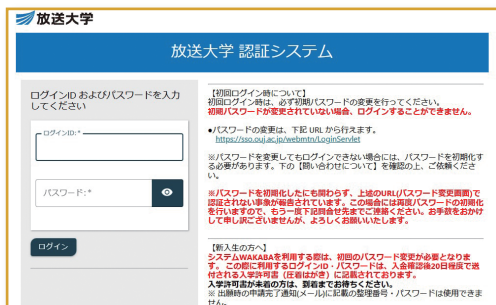 放送大学
放送大学 認証システム
ログインID およびパスワードを入力
してください
ログインID: *
パスワード: *
ログイン
【初回ログイン時について】
初回ログイン時は、必ず初期パスワードの変更を行ってください。
初期パスワードが変更されていない場合、ログインすることができません。
●パスワードの変更は、下記 URL から行えます。
https://sso.ouj.ac.jp/webmtn/LoginServlet
※パスワードを変更してもログインできない場合には、パスワードを初期化す
る必要があります。下の【問い合わせについて】を確認の上、ご依頼くださ
い。
※パスワードを初期化したにも関わらず、上述のURL(パスワード変更画面)で
認証されない事象が報告されています。この場合には再度パスワードの初期化
を行いますので、もう一度下記問合せ先までご連絡ください。お手数をおかけ
して申し訳ございませんが、よろしくお願いいたします。
【新入生の方へ】
システムWAKABAを利用する際は、初回のパスワード変更が必要となりま
す。この際に利用するログインID・パスワードは、入金確認後20日程度で送
付される入学許可書（圧着はがき）に記載されております。
入学許可書が未着の方は、到着までお待ちください。
※ 出願時の申請完了通知(メール)に記載の整理番号・パスワードは使用できま
せん。